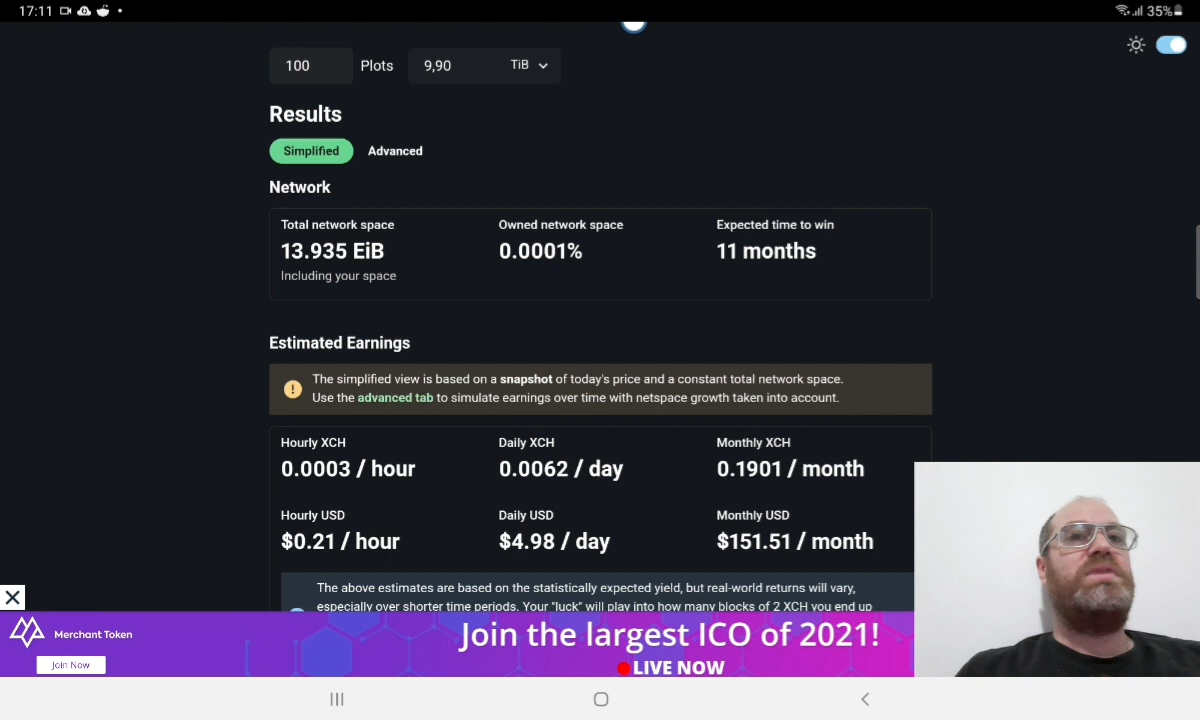 17:11
35%
100 Plots 9,90 TiB
Results
Simplified Advanced
Network
Total network space Owned network space Expected time to win
13.935 EiB 0.0001% 11 months
Including your space
Estimated Earnings
! The simplified view is based on a snapshot of today's price and a constant total network space.
Use the advanced tab to simulate earnings over time with netspace growth taken into account.
Hourly XCH Daily XCH Monthly XCH
0.0003 / hour 0.0062 / day 0.1901 / month
Hourly USD Daily USD Monthly USD
$0.21 / hour $4.98 / day $151.51 / month
The above estimates are based on the statistically expected yield, but real-world returns will vary,
especially over shorter time periods. Your "luck" will play into how many blocks of 2 XCH you end up
Merchant Token
Join Now
Join the largest ICO of 2021!
LIVE NOW